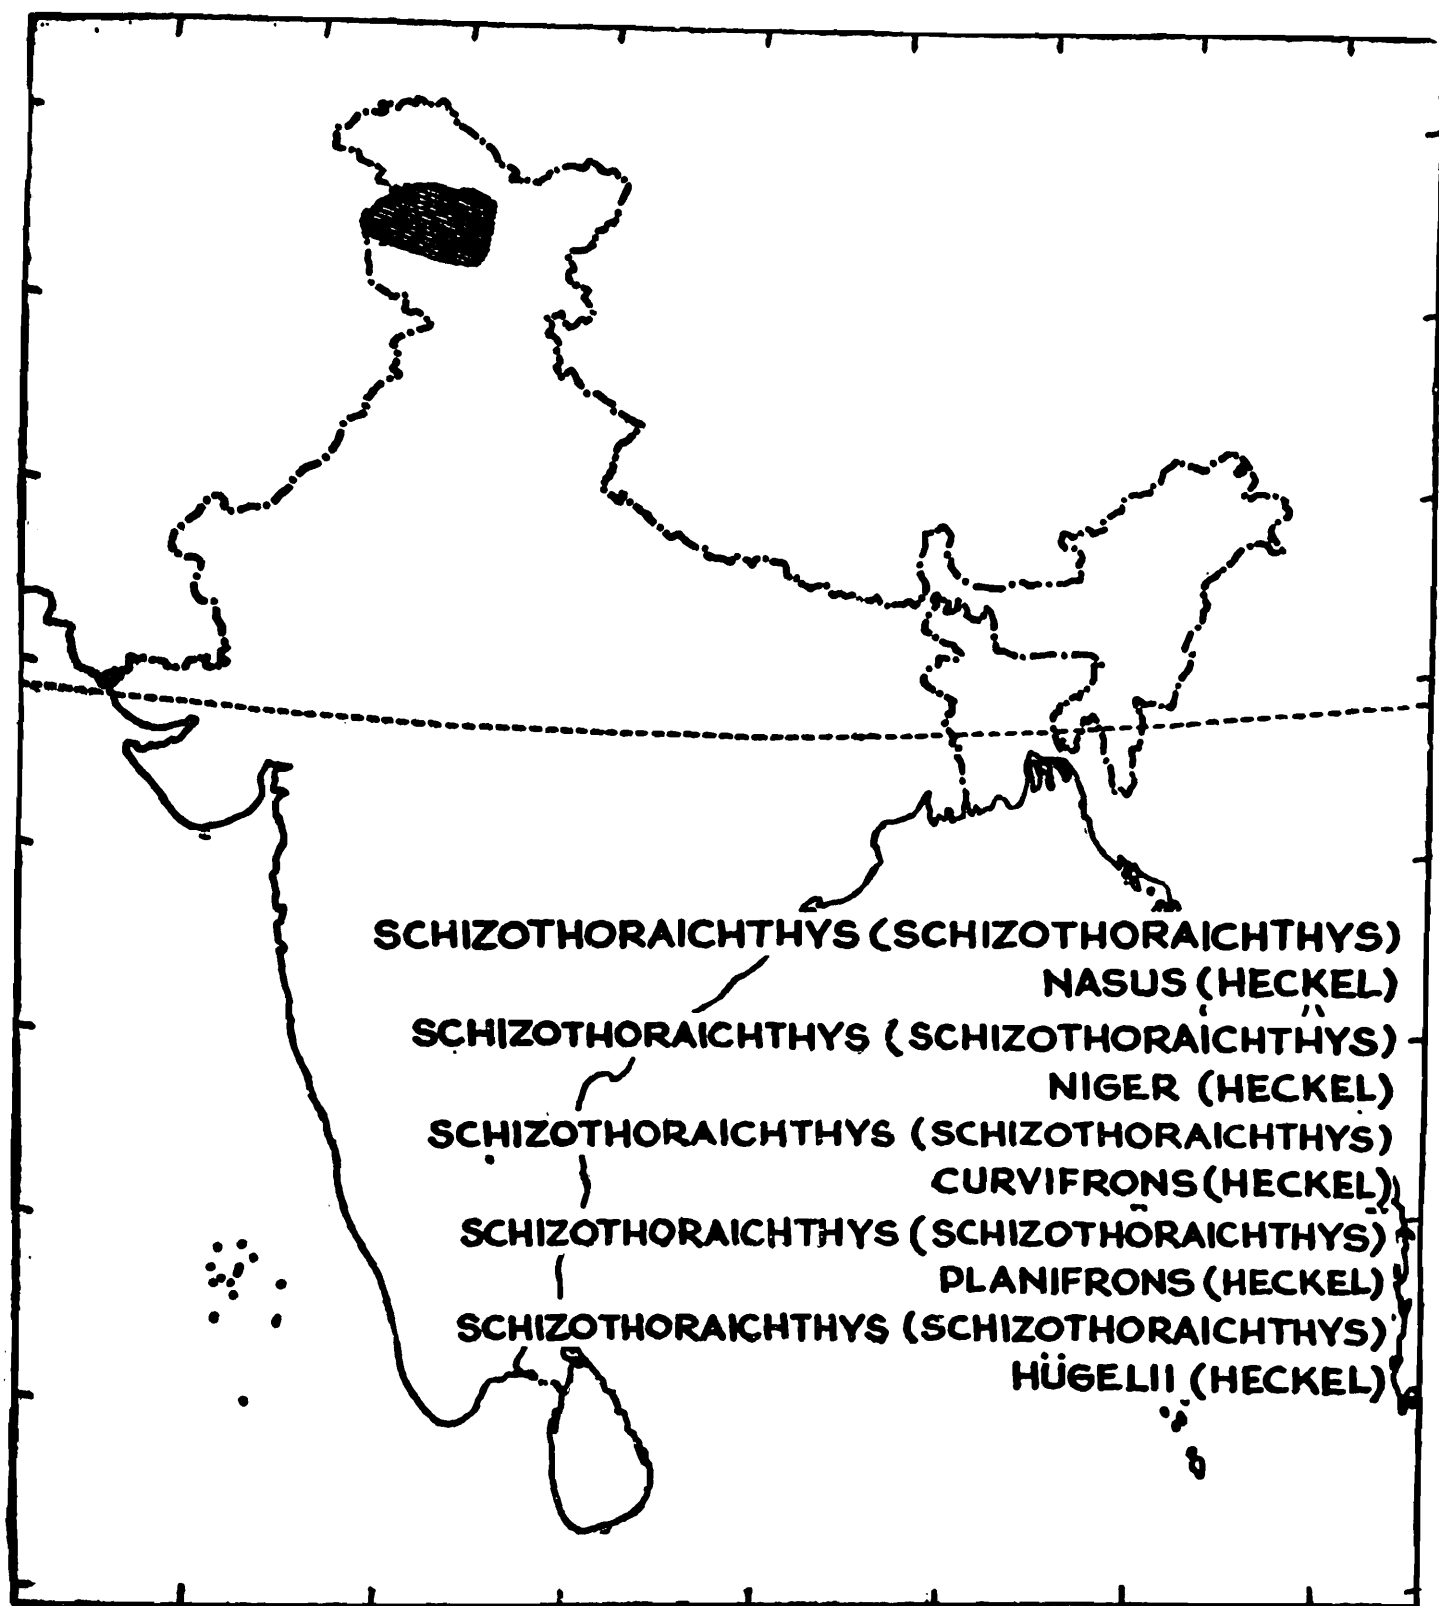 SCHIZOTHORAICHTHYS (SCHIZOTHORAICHTHYS)
NASUS (HECKEL)
SCHIZOTHORAICHTHYS (SCHIZOTHORAICHTHYS)
NIGER (HECKEL)
SCHIZOTHORAICHTHYS (SCHIZOTHORAICHTHYS)
CURVIFRONS (HECKEL)
SCHIZOTHORAICHTHYS (SCHIZOTHORAICHTHYS)
PLANIFRONS (HECKEL)
SCHIZOTHORAICHTHYS (SCHIZOTHORAICHTHYS)
HÜGELII (HECKEL)